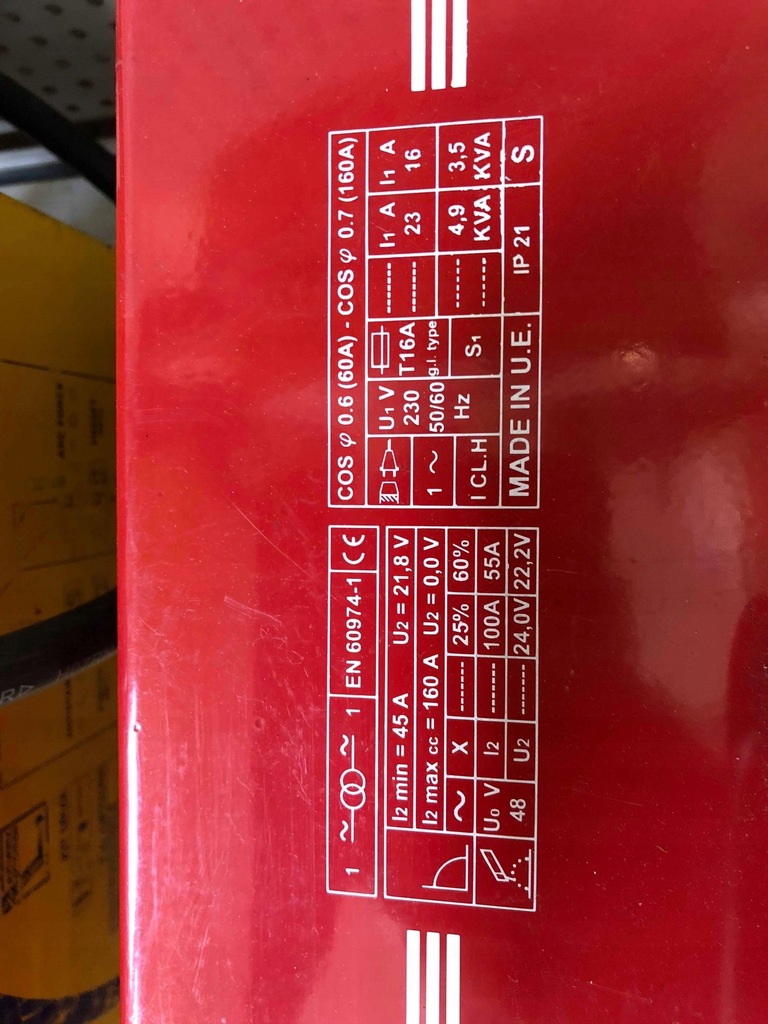 1 ~ ~ 1 EN 60974-1 CE
I2 min = 45 A U2 = 21,8 V
I2 max cc = 160 A U2 = 0,0 V
~ X ------- 25% 60%
U0 V I2 ------- 100A 55A
48 U2 ------- 24,0V 22,2V
COS φ 0.6 (60A) - COS φ 0.7 (160A)
U1 V ------- I1 A I1 A
1 ~ 230 T16A ------- 23 16
50/60 g.l. type ------- 4,9 3,5
I CL.H Hz S1 ------- KVA KVA
MADE IN U.E. IP 21 S